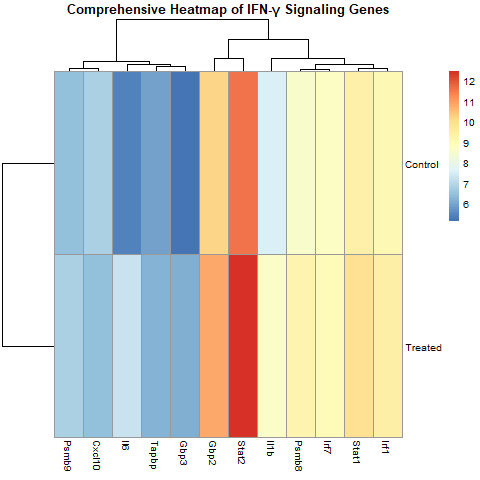 Comprehensive Heatmap of IFN-γ Signaling Genes
12
11
10
9
8
7
6
Control
Treated
Psmb9
Cxcl10
Il6
Tapbp
Gbp3
Gbp2
Stat2
Il1b
Psmb8
Irf7
Stat1
Irf1